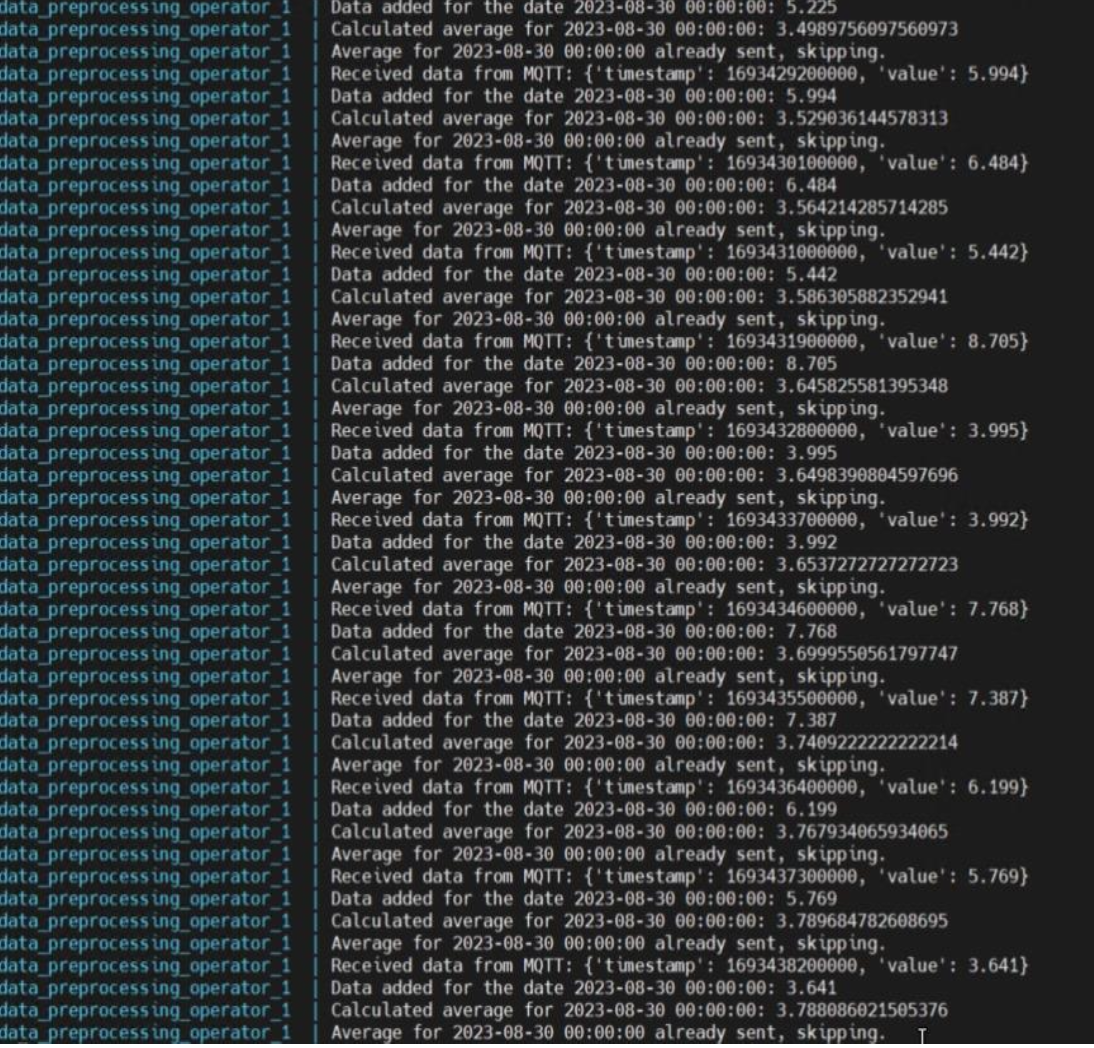 data_preprocessing_operator_1 | Data added for the date 2023-08-30 00:00:00: 5.225
data_preprocessing_operator_1 | Calculated average for 2023-08-30 00:00:00: 3.4989756097560973
data_preprocessing_operator_1 | Average for 2023-08-30 00:00:00 already sent, skipping.
data_preprocessing_operator_1 | Received data from MQTT: {'timestamp': 1693429200000, 'value': 5.994}
data_preprocessing_operator_1 | Data added for the date 2023-08-30 00:00:00: 5.994
data_preprocessing_operator_1 | Calculated average for 2023-08-30 00:00:00: 3.529036144578313
data_preprocessing_operator_1 | Average for 2023-08-30 00:00:00 already sent, skipping.
data_preprocessing_operator_1 | Received data from MQTT: {'timestamp': 1693430100000, 'value': 6.484}
data_preprocessing_operator_1 | Data added for the date 2023-08-30 00:00:00: 6.484
data_preprocessing_operator_1 | Calculated average for 2023-08-30 00:00:00: 3.564214285714285
data_preprocessing_operator_1 | Average for 2023-08-30 00:00:00 already sent, skipping.
data_preprocessing_operator_1 | Received data from MQTT: {'timestamp': 1693431000000, 'value': 5.442}
data_preprocessing_operator_1 | Data added for the date 2023-08-30 00:00:00: 5.442
data_preprocessing_operator_1 | Calculated average for 2023-08-30 00:00:00: 3.586305882352941
data_preprocessing_operator_1 | Average for 2023-08-30 00:00:00 already sent, skipping.
data_preprocessing_operator_1 | Received data from MQTT: {'timestamp': 1693431900000, 'value': 8.705}
data_preprocessing_operator_1 | Data added for the date 2023-08-30 00:00:00: 8.705
data_preprocessing_operator_1 | Calculated average for 2023-08-30 00:00:00: 3.645825581395348
data_preprocessing_operator_1 | Average for 2023-08-30 00:00:00 already sent, skipping.
data_preprocessing_operator_1 | Received data from MQTT: {'timestamp': 1693432800000, 'value': 3.995}
data_preprocessing_operator_1 | Data added for the date 2023-08-30 00:00:00: 3.995
data_preprocessing_operator_1 | Calculated average for 2023-08-30 00:00:00: 3.6498390804597696
data_preprocessing_operator_1 | Average for 2023-08-30 00:00:00 already sent, skipping.
data_preprocessing_operator_1 | Received data from MQTT: {'timestamp': 1693433700000, 'value': 3.992}
data_preprocessing_operator_1 | Data added for the date 2023-08-30 00:00:00: 3.992
data_preprocessing_operator_1 | Calculated average for 2023-08-30 00:00:00: 3.6537272727272723
data_preprocessing_operator_1 | Average for 2023-08-30 00:00:00 already sent, skipping.
data_preprocessing_operator_1 | Received data from MQTT: {'timestamp': 1693434600000, 'value': 7.768}
data_preprocessing_operator_1 | Data added for the date 2023-08-30 00:00:00: 7.768
data_preprocessing_operator_1 | Calculated average for 2023-08-30 00:00:00: 3.6999550561797747
data_preprocessing_operator_1 | Average for 2023-08-30 00:00:00 already sent, skipping.
data_preprocessing_operator_1 | Received data from MQTT: {'timestamp': 1693435500000, 'value': 7.387}
data_preprocessing_operator_1 | Data added for the date 2023-08-30 00:00:00: 7.387
data_preprocessing_operator_1 | Calculated average for 2023-08-30 00:00:00: 3.7409222222222214
data_preprocessing_operator_1 | Average for 2023-08-30 00:00:00 already sent, skipping.
data_preprocessing_operator_1 | Received data from MQTT: {'timestamp': 1693436400000, 'value': 6.199}
data_preprocessing_operator_1 | Data added for the date 2023-08-30 00:00:00: 6.199
data_preprocessing_operator_1 | Calculated average for 2023-08-30 00:00:00: 3.767934065934065
data_preprocessing_operator_1 | Average for 2023-08-30 00:00:00 already sent, skipping.
data_preprocessing_operator_1 | Received data from MQTT: {'timestamp': 1693437300000, 'value': 5.769}
data_preprocessing_operator_1 | Data added for the date 2023-08-30 00:00:00: 5.769
data_preprocessing_operator_1 | Calculated average for 2023-08-30 00:00:00: 3.789684782608695
data_preprocessing_operator_1 | Average for 2023-08-30 00:00:00 already sent, skipping.
data_preprocessing_operator_1 | Received data from MQTT: {'timestamp': 1693438200000, 'value': 3.641}
data_preprocessing_operator_1 | Data added for the date 2023-08-30 00:00:00: 3.641
data_preprocessing_operator_1 | Calculated average for 2023-08-30 00:00:00: 3.788086021505376
data_preprocessing_operator_1 | Average for 2023-08-30 00:00:00 already sent, skipping.